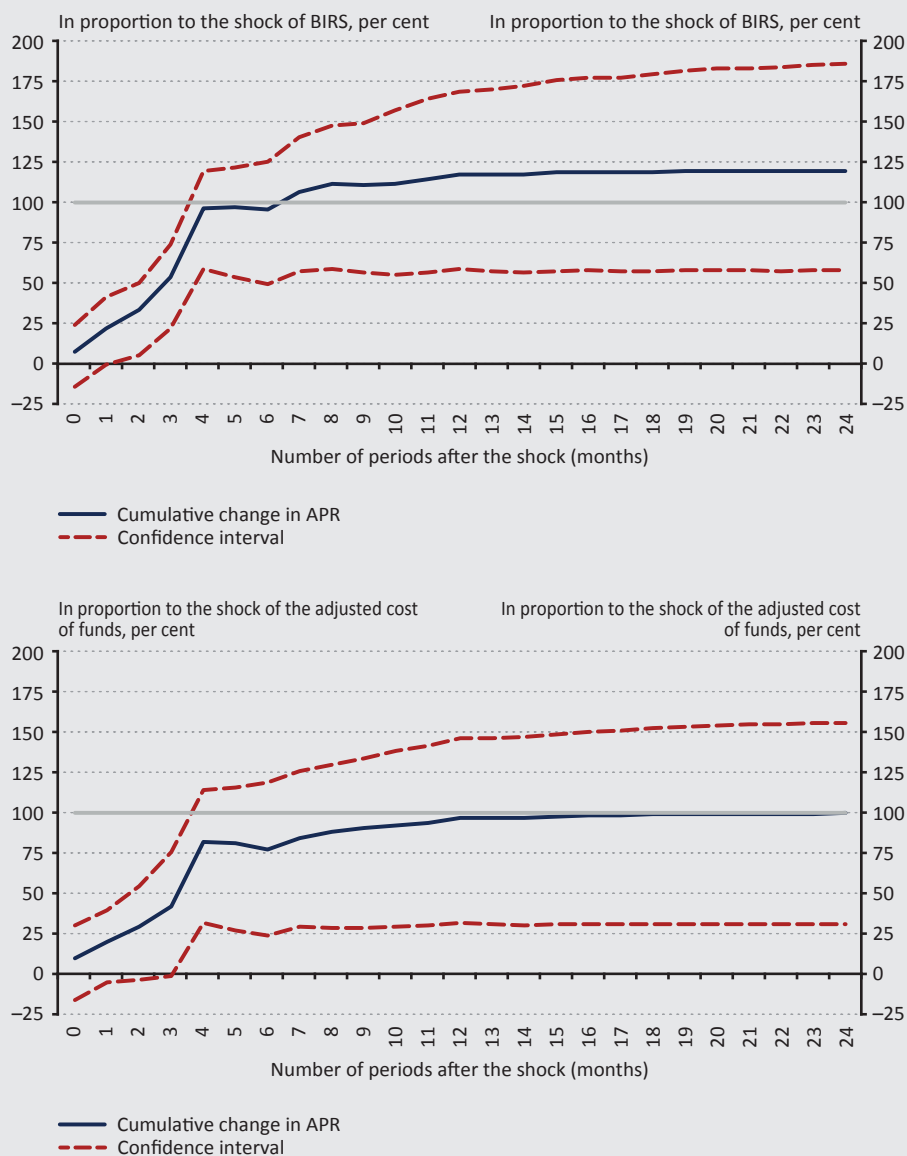 In proportion to the shock of BIRS, per cent
In proportion to the shock of BIRS, per cent
200 200
175 175
150 150
125 125
100 100
75 75
50 50
25 25
0 0
–25 –25
0 1 2 3 4 5 6 7 8 9 10 11 12 13 14 15 16 17 18 19 20 21 22 23 24
Number of periods after the shock (months)
Cumulative change in APR
Confidence interval
In proportion to the shock of the adjusted cost
of funds, per cent
In proportion to the shock of the adjusted cost
of funds, per cent
200 200
175 175
150 150
125 125
100 100
75 75
50 50
25 25
0 0
–25 –25
0 1 2 3 4 5 6 7 8 9 10 11 12 13 14 15 16 17 18 19 20 21 22 23 24
Number of periods after the shock (months)
Cumulative change in APR
Confidence interval